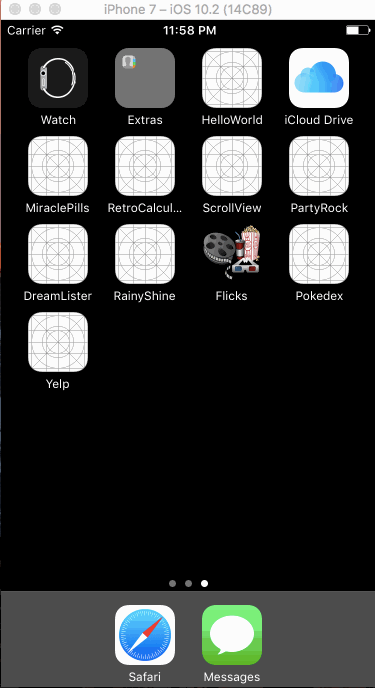 iPhone 7 – iOS 10.2 (14C89)
Carrier 11:58 PM
Watch Extras HelloWorld iCloud Drive
MiraclePills RetroCalcul... ScrollView PartyRock
DreamLister RainyShine Flicks Pokedex
Yelp
Safari Messages